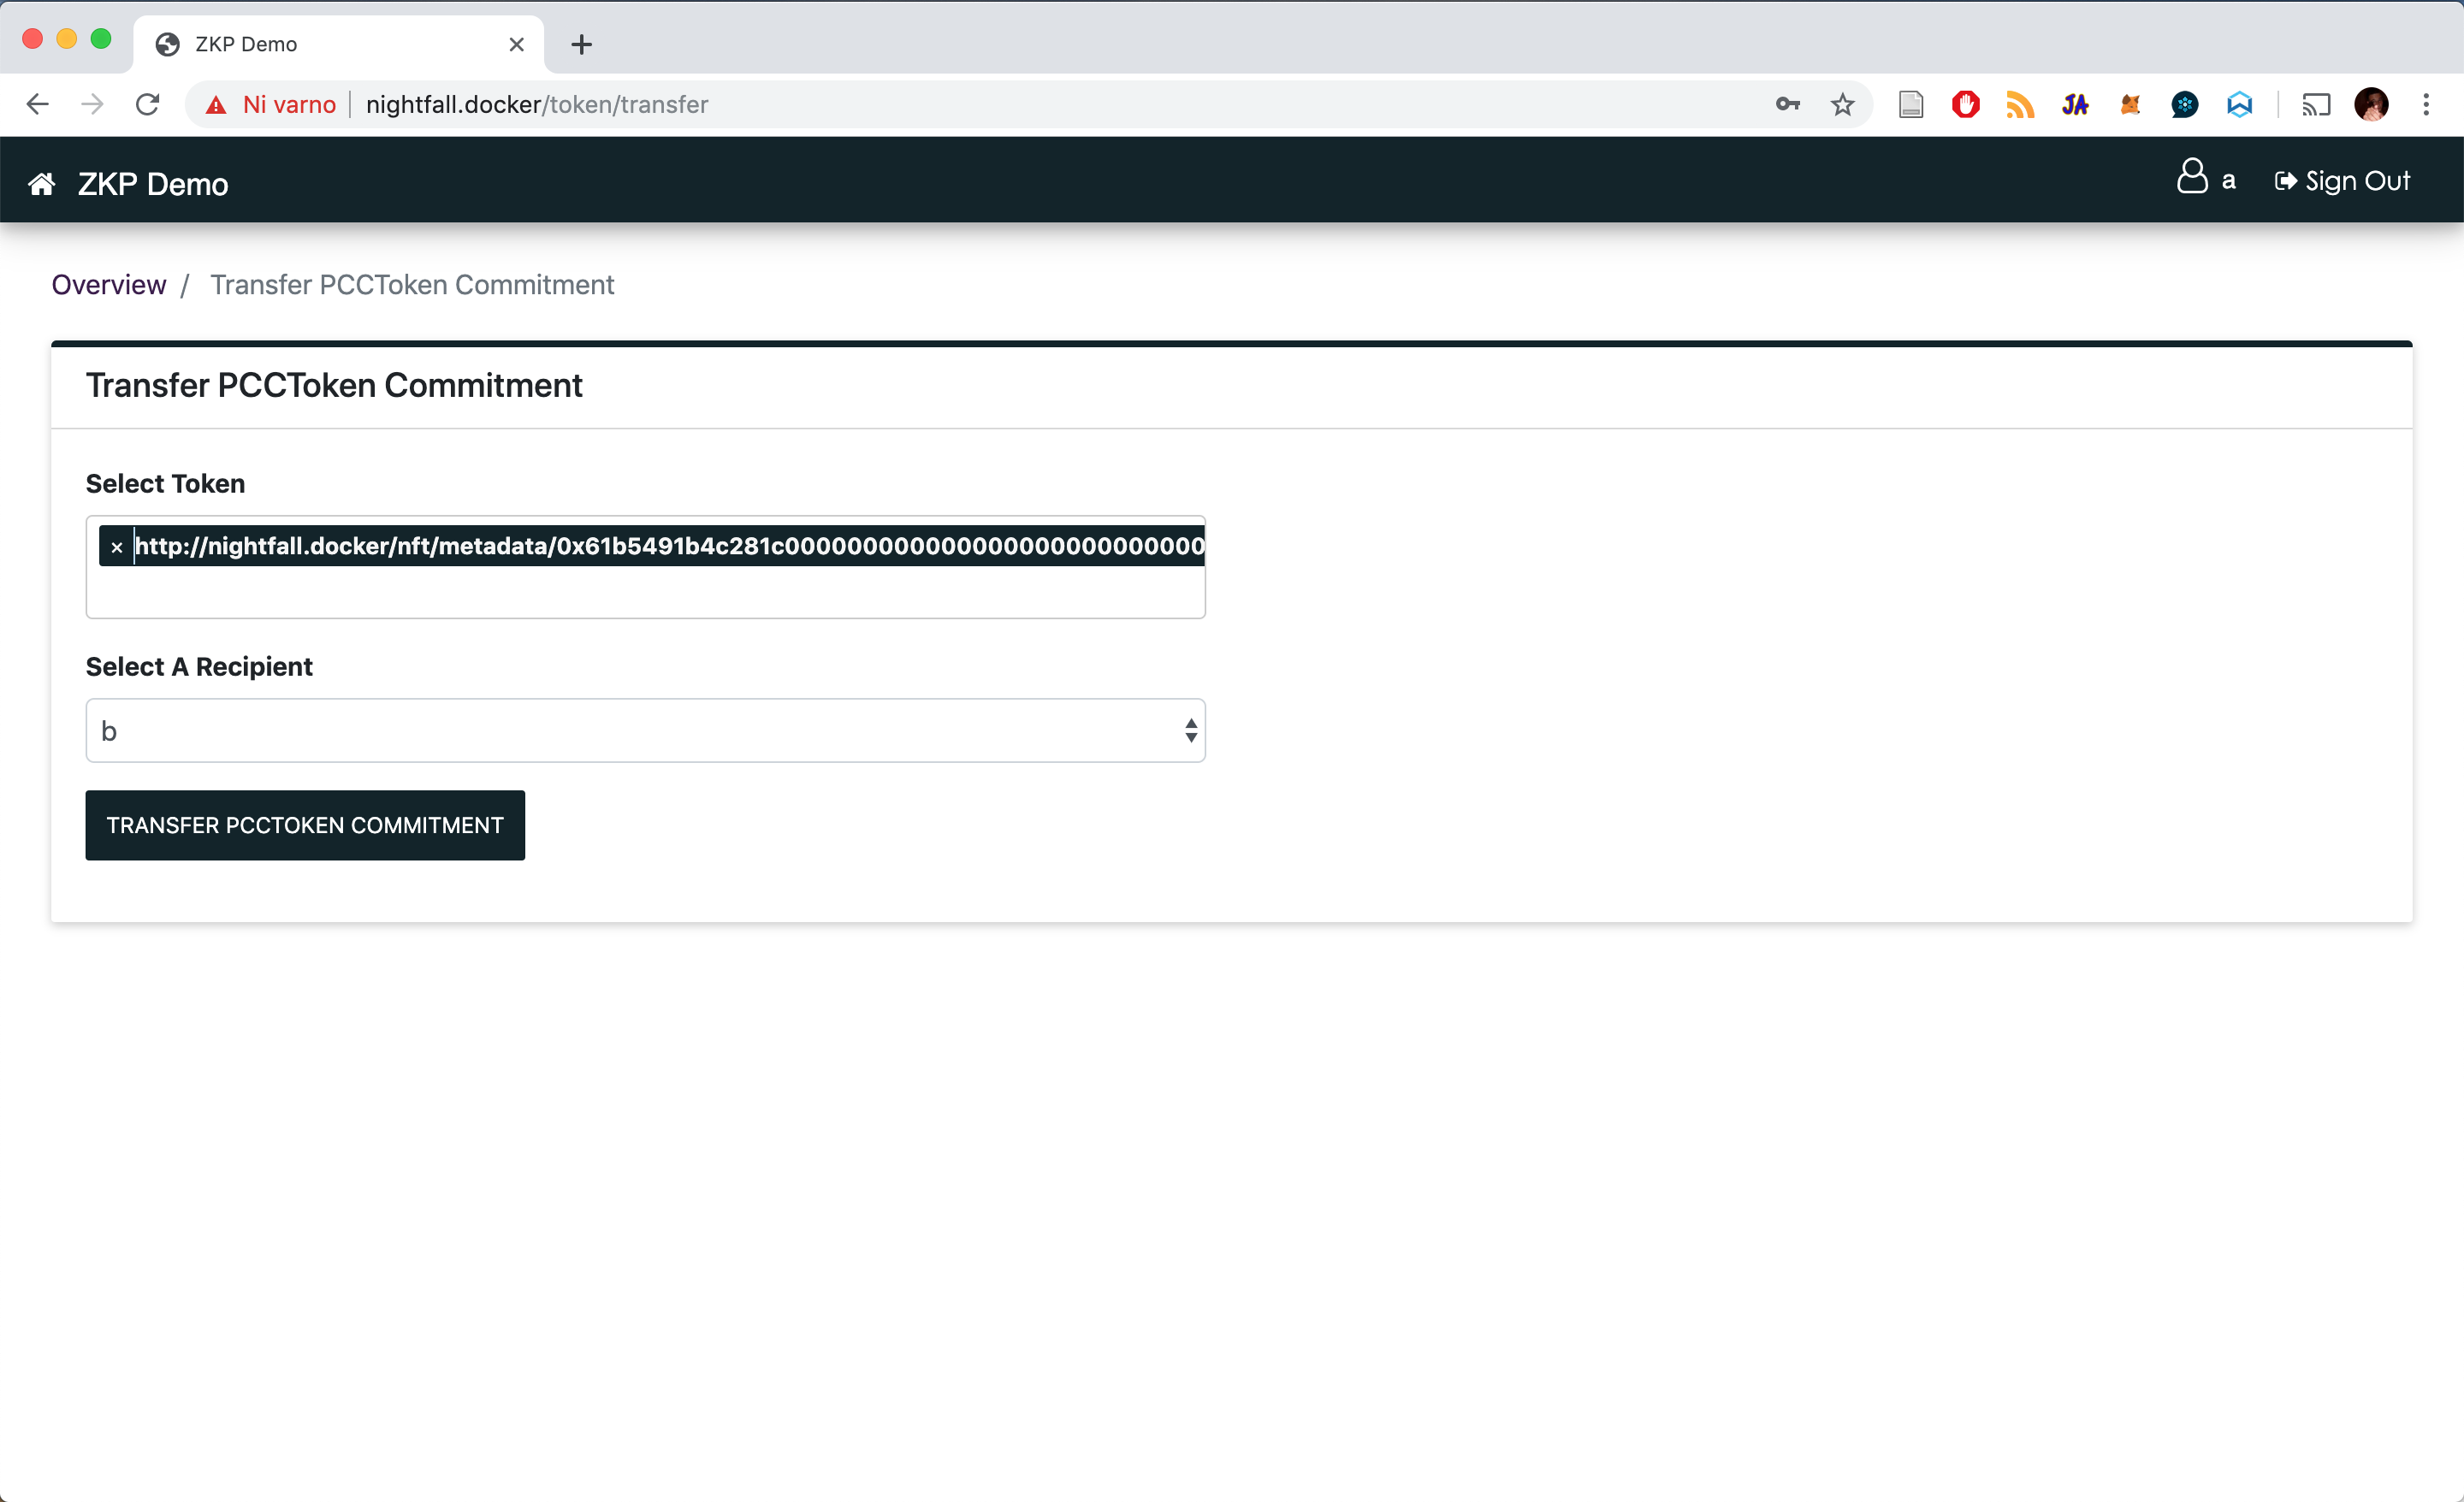 ZKP Demo
Ni varno
nightfall.docker/token/transfer
JA
ZKP Demo
a
Sign Out
Overview / Transfer PCCToken Commitment
Transfer PCCToken Commitment
Select Token
× http://nightfall.docker/nft/metadata/0x61b5491b4c281c000000000000000000000000000
Select A Recipient
b
TRANSFER PCCTOKEN COMMITMENT